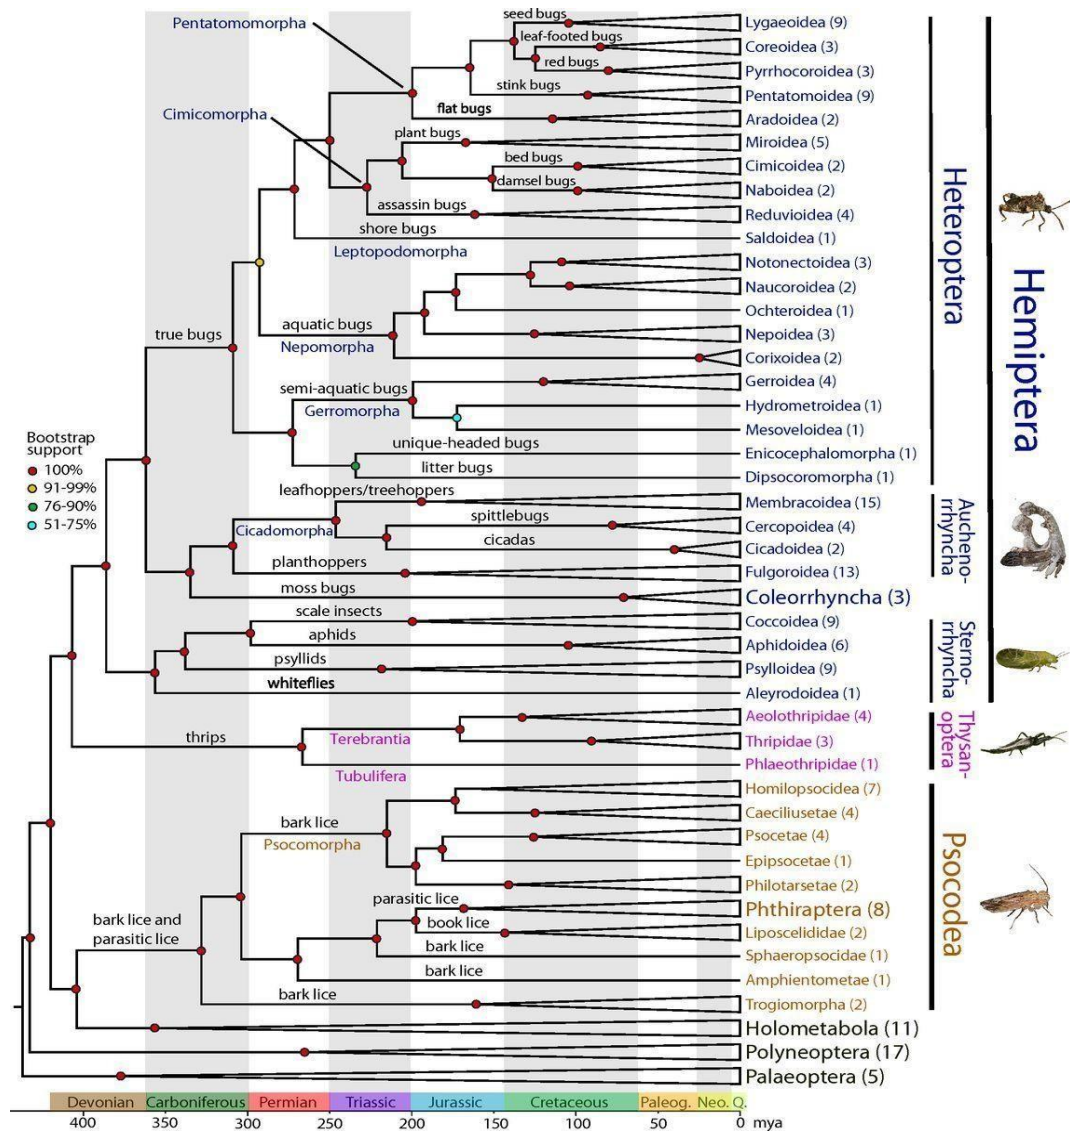 seed bugs
Lygaeoidea (9)
Pentatomomorpha
leaf-footed bugs
Coreoidea (3)
red bugs
Pyrrhocoroidea (3)
stink bugs
Pentatomoidea (9)
flat bugs
Aradoidea (2)
Cimicomorpha
plant bugs
Miroidea (5)
bed bugs
Cimicoidea (2)
damsel bugs
Naboidea (2)
assassin bugs
Reduvioidea (4)
shore bugs
Saldoidea (1)
Leptopodomorpha
Notonectoidea (3)
Naucoroidea (2)
Ochteroidea (1)
true bugs
aquatic bugs
Nepomorpha
Nepoidea (3)
Corixoidea (2)
semi-aquatic bugs
Gerromorpha
Gerroidea (4)
Hydrometroidea (1)
Mesoveloidea (1)
unique-headed bugs
Enicocephalomorpha (1)
litter bugs
Dipsocoromorpha (1)
Bootstrap
support
100%
91-99%
76-90%
51-75%
leafhoppers/treehoppers
Membracoidea (15)
Cicadomorpha
spittlebugs
Cercopoidea (4)
cicadas
Cicadoidea (2)
planthoppers
Fulgoroidea (13)
moss bugs
Coleorrhyncha (3)
scale insects
Coccoidea (9)
aphids
Aphidoidea (6)
psyllids
Psylloidea (9)
whiteflies
Aleyrodoidea (1)
thrips
Terebrantia
Aeolothripidae (4)
Thripidae (3)
Tubulifera
Phlaeothripidae (1)
bark lice
Psocomorpha
Homilopsocidea (7)
Caeciliusetae (4)
Psocetae (4)
Epipsocetae (1)
Philotarsetae (2)
bark lice and
parasitic lice
parasitic lice
Phthiraptera (8)
book lice
Liposcelididae (2)
bark lice
Sphaeropsocidae (1)
bark lice
Amphientometae (1)
bark lice
Trogiomorpha (2)
Holometabola (11)
Polyneoptera (17)
Palaeoptera (5)
Heteroptera
Hemiptera
Aucheno-
rrhyncha
Sterno-
rrhyncha
Thysan-
optera
Psocodea
Devonian Carboniferous Permian Triassic Jurassic Cretaceous Paleog. Neo. Q.
400 350 300 250 200 150 100 50 0 mya